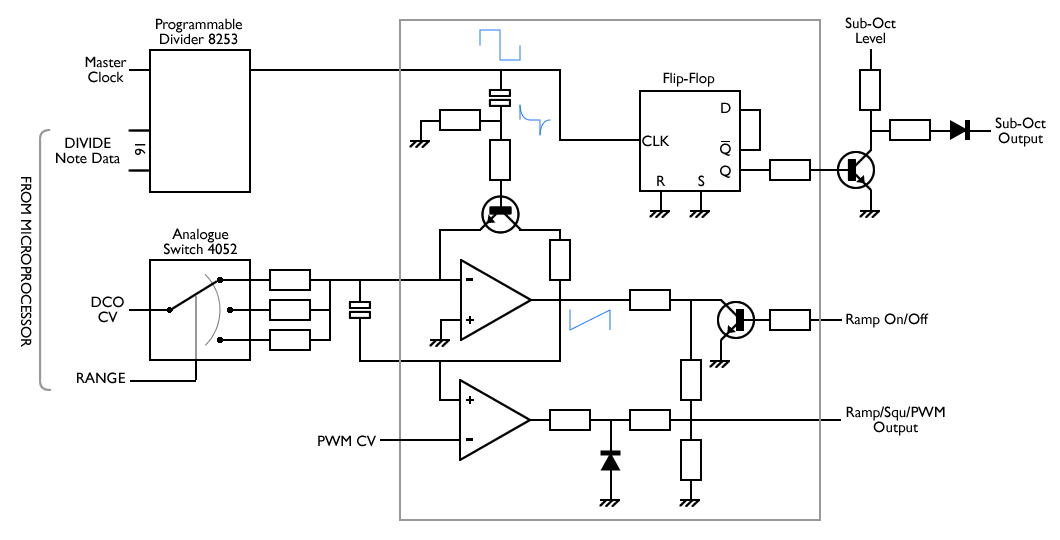 Programmable
Divider 8253
Master
Clock
DIVIDE
Note Data
16
FROM MICROPROCESSOR
Analogue
Switch 4052
DCO
CV
RANGE
Flip-Flop
D
CLK
Q
Q
R
S
Sub-Oct
Level
Sub-Oct
Output
-
+
Ramp On/Off
+
-
PWM CV
Ramp/Squ/PWM
Output